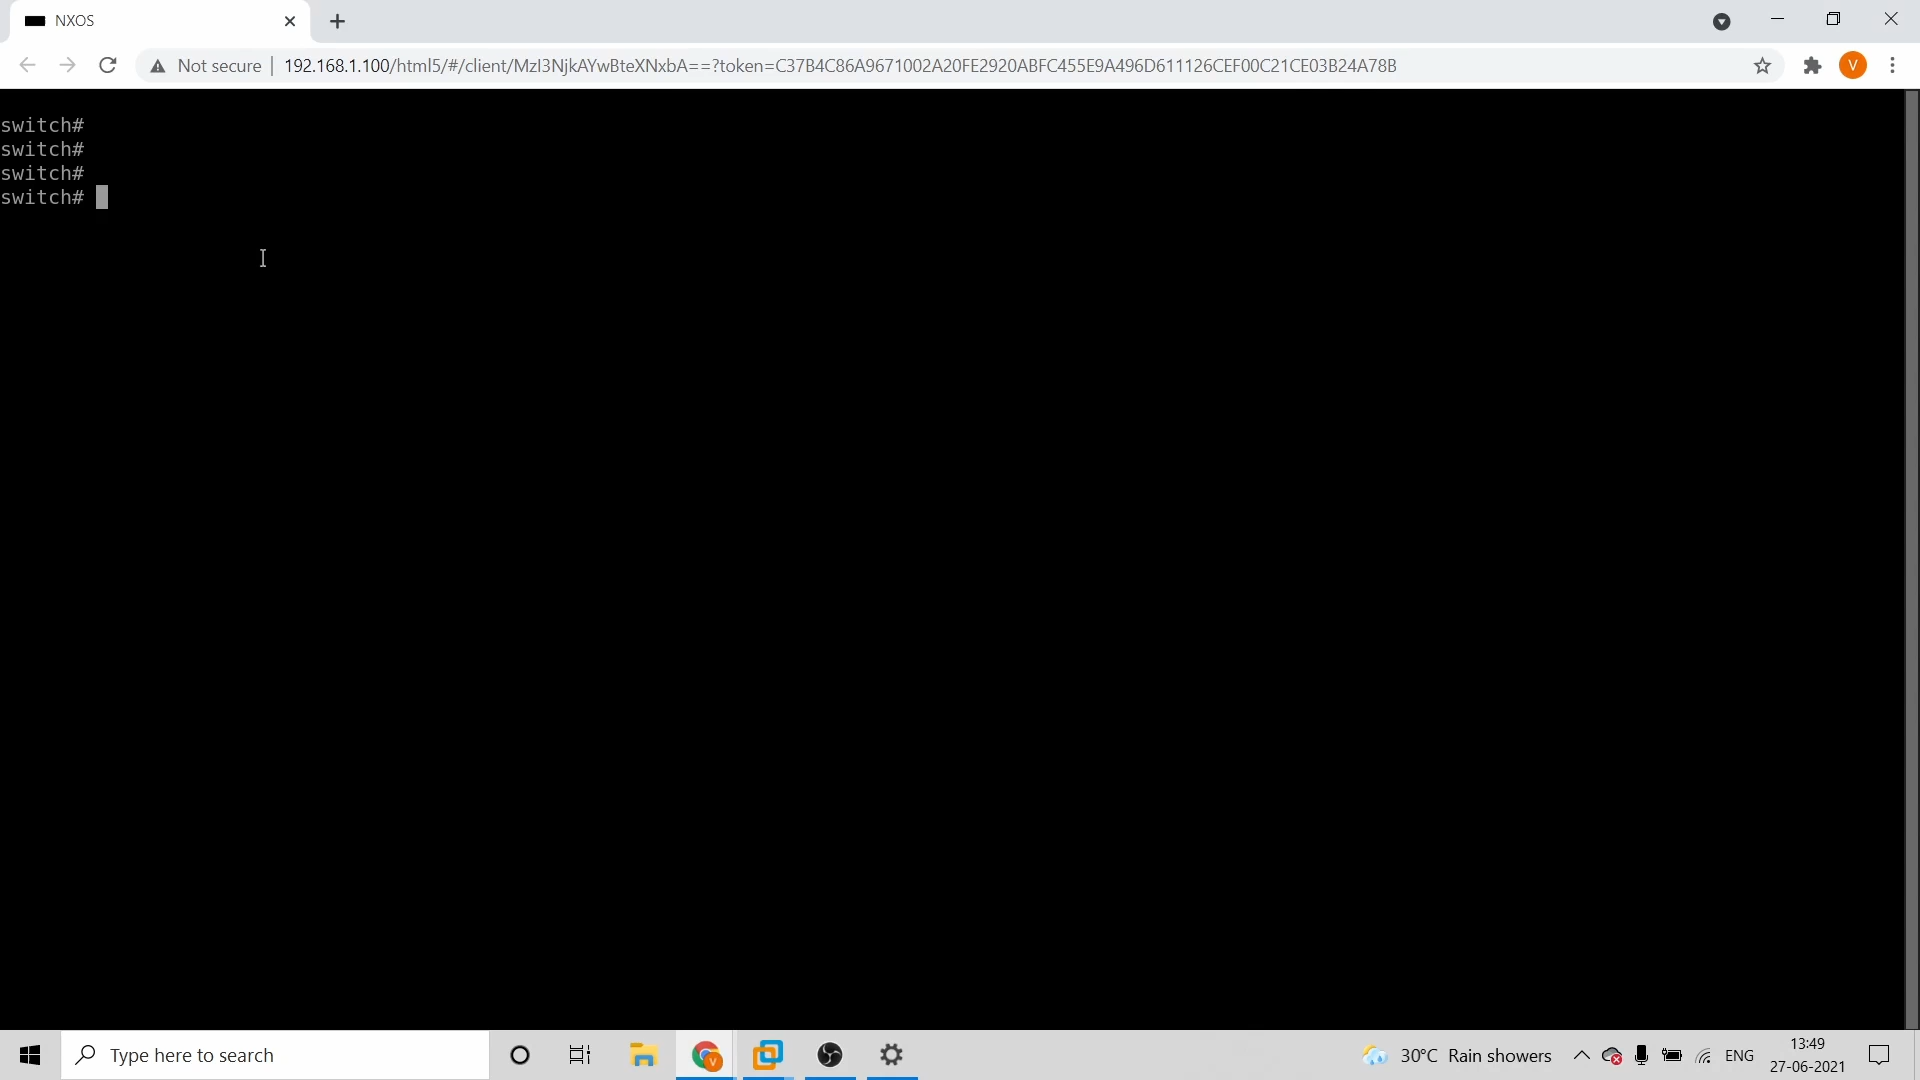 NXOS
Not secure
192.168.1.100/html5/#/client/MzI3NjkAYwBteXNxbA==?token=C37B4C86A9671002A20FE2920ABFC455E9A496D611126CEF00C21CE03B24A78B
V
switch#
switch#
switch#
switch#
Type here to search
V
30°C Rain showers
ENG
13:49
27-06-2021